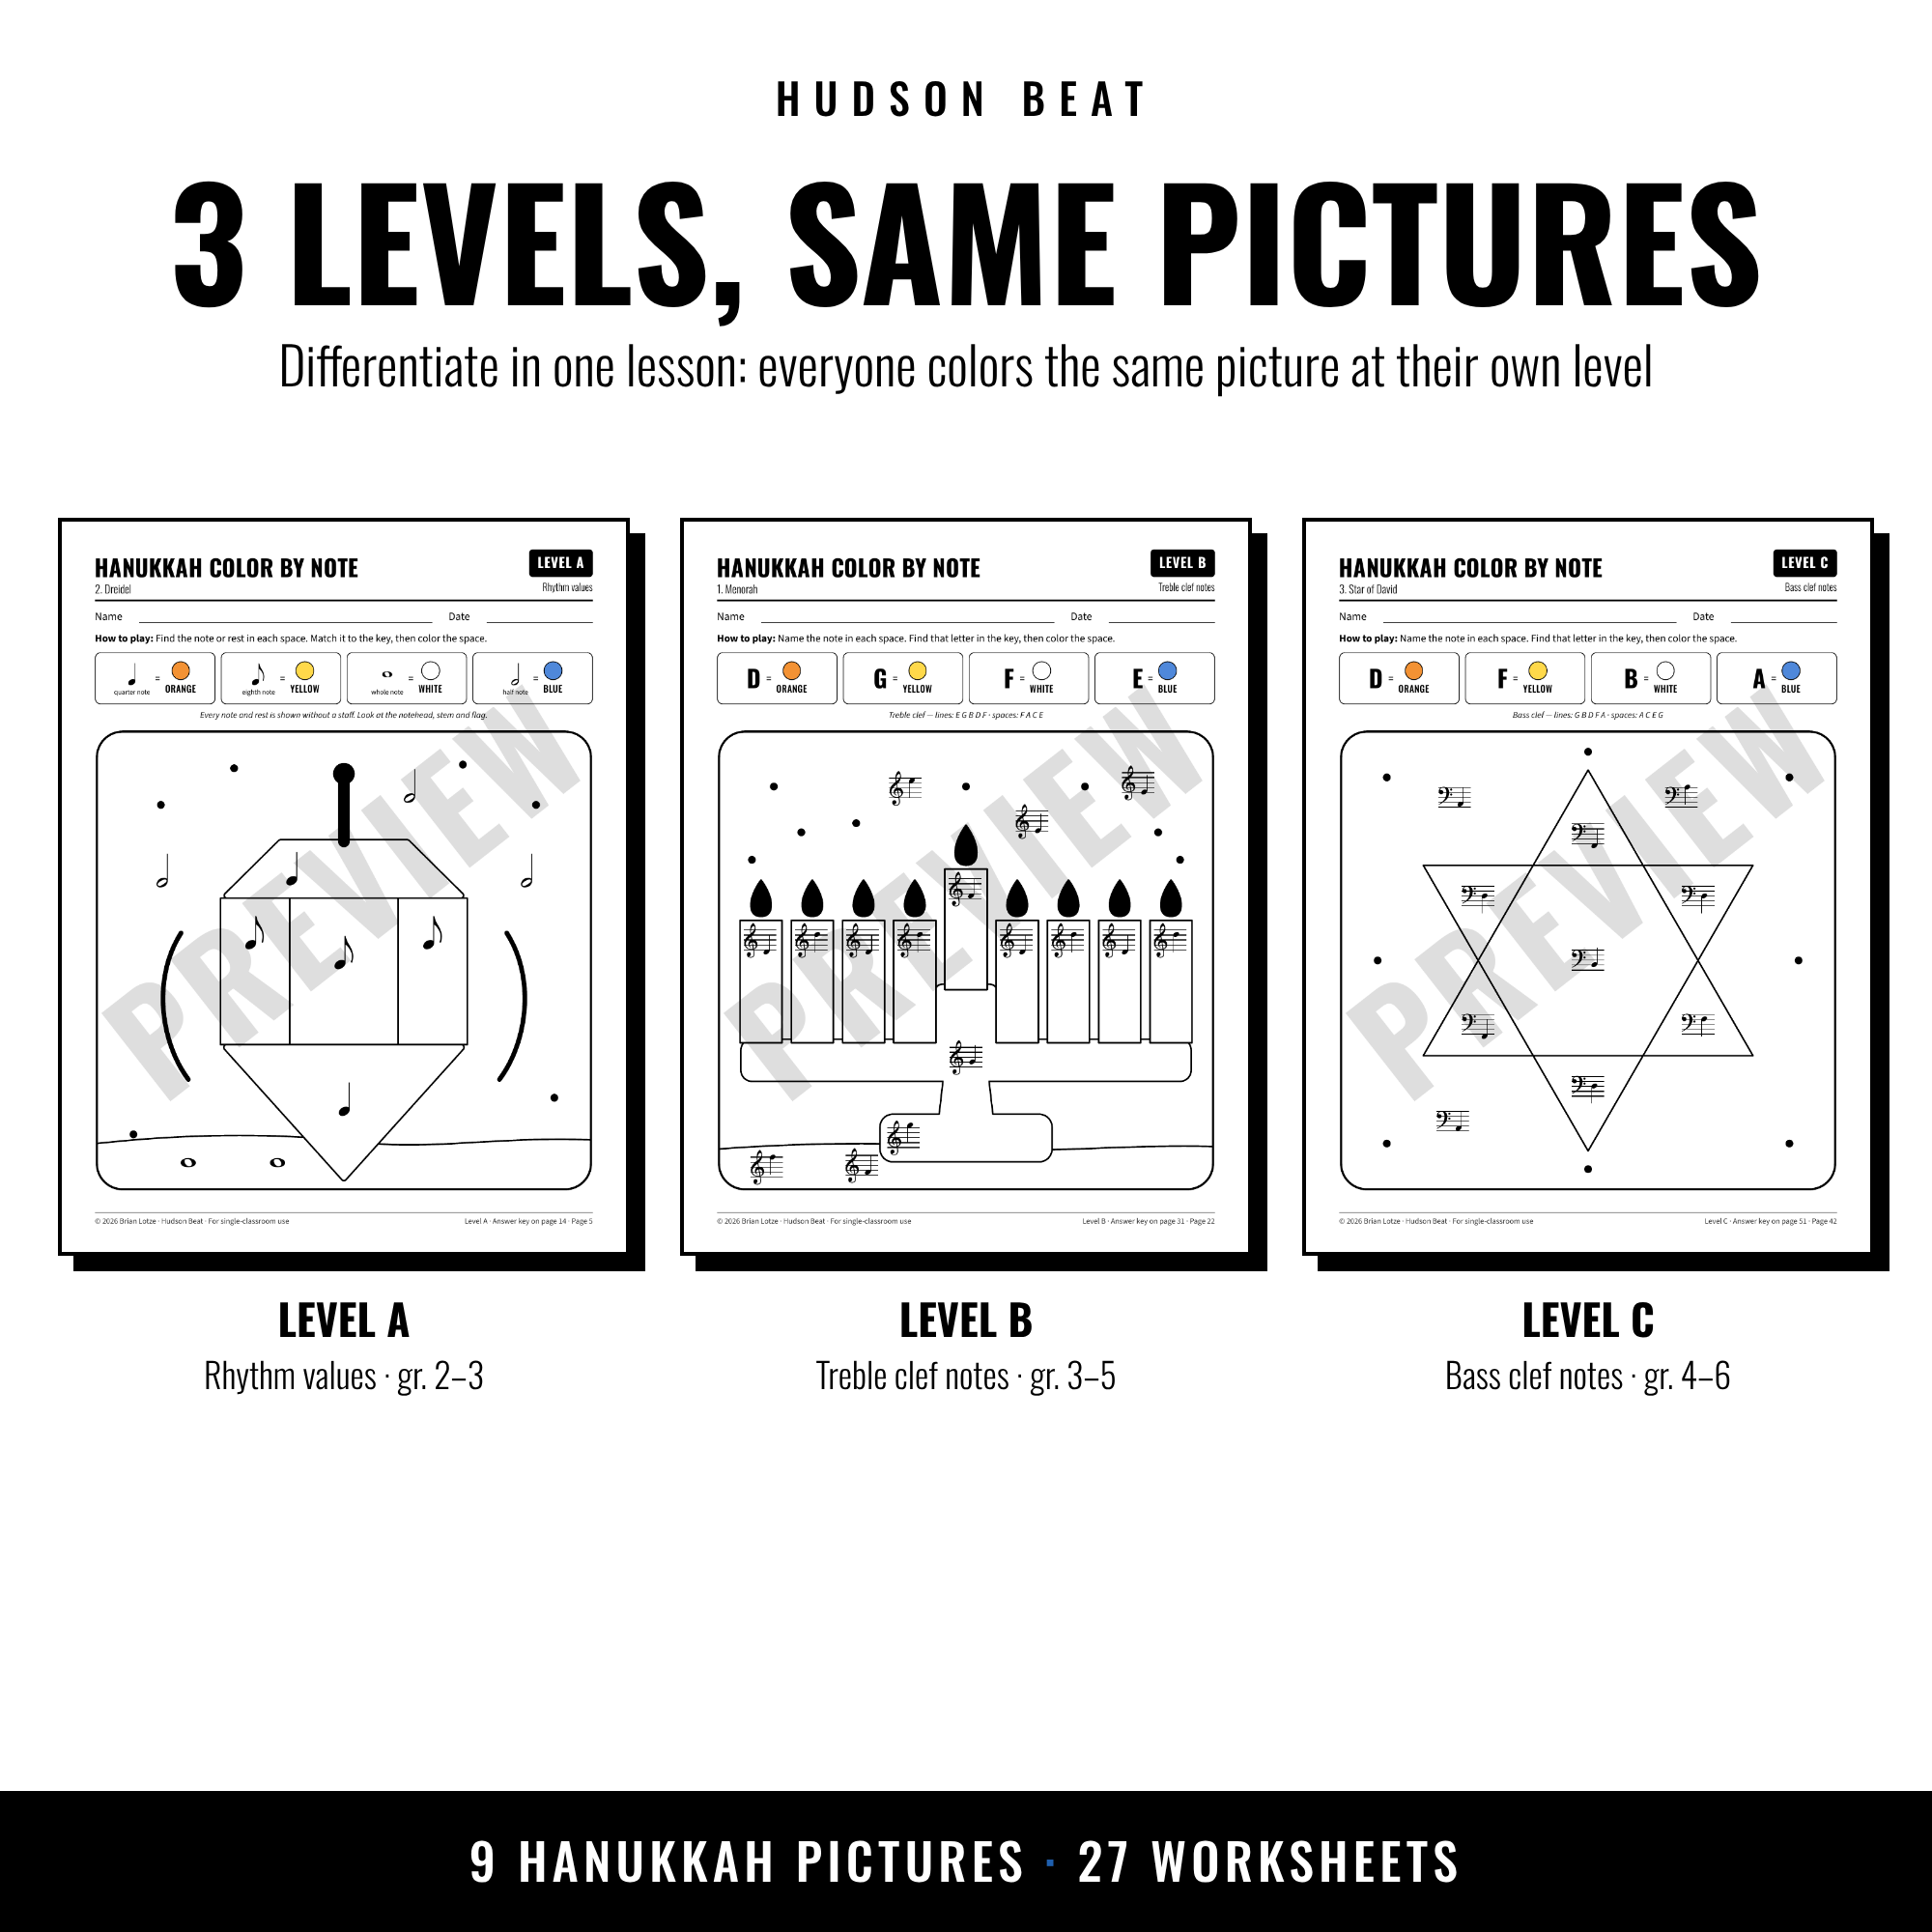 HUDSON BEAT
3 LEVELS, SAME PICTURES
Differentiate in one lesson: everyone colors the same picture at their own level
HANUKKAH COLOR BY NOTE
LEVEL A
2. Dreidel
Rhythm values
Name
Date
How to play: Find the note or rest in each space. Match it to the key, then color the space.
quarter note = ORANGE
eighth note = YELLOW
whole note = WHITE
half note = BLUE
Every note and rest is shown without a staff. Look at the notehead, stem and flag.
PREVIEW
© 2026 Brian Lotze · Hudson Beat · For single-classroom use
Level A · Answer key on page 14 · Page 5
HANUKKAH COLOR BY NOTE
LEVEL B
1. Menorah
Treble clef notes
Name
Date
How to play: Name the note in each space. Find that letter in the key, then color the space.
D = ORANGE
G = YELLOW
F = WHITE
E = BLUE
Treble clef — lines: E G B D F · spaces: F A C E
PREVIEW
© 2026 Brian Lotze · Hudson Beat · For single-classroom use
Level B · Answer key on page 31 · Page 22
HANUKKAH COLOR BY NOTE
LEVEL C
3. Star of David
Bass clef notes
Name
Date
How to play: Name the note in each space. Find that letter in the key, then color the space.
D = ORANGE
F = YELLOW
B = WHITE
A = BLUE
Bass clef — lines: G B D F A · spaces: A C E G
PREVIEW
© 2026 Brian Lotze · Hudson Beat · For single-classroom use
Level C · Answer key on page 51 · Page 42
LEVEL A
Rhythm values · gr. 2–3
LEVEL B
Treble clef notes · gr. 3–5
LEVEL C
Bass clef notes · gr. 4–6
9 HANUKKAH PICTURES · 27 WORKSHEETS